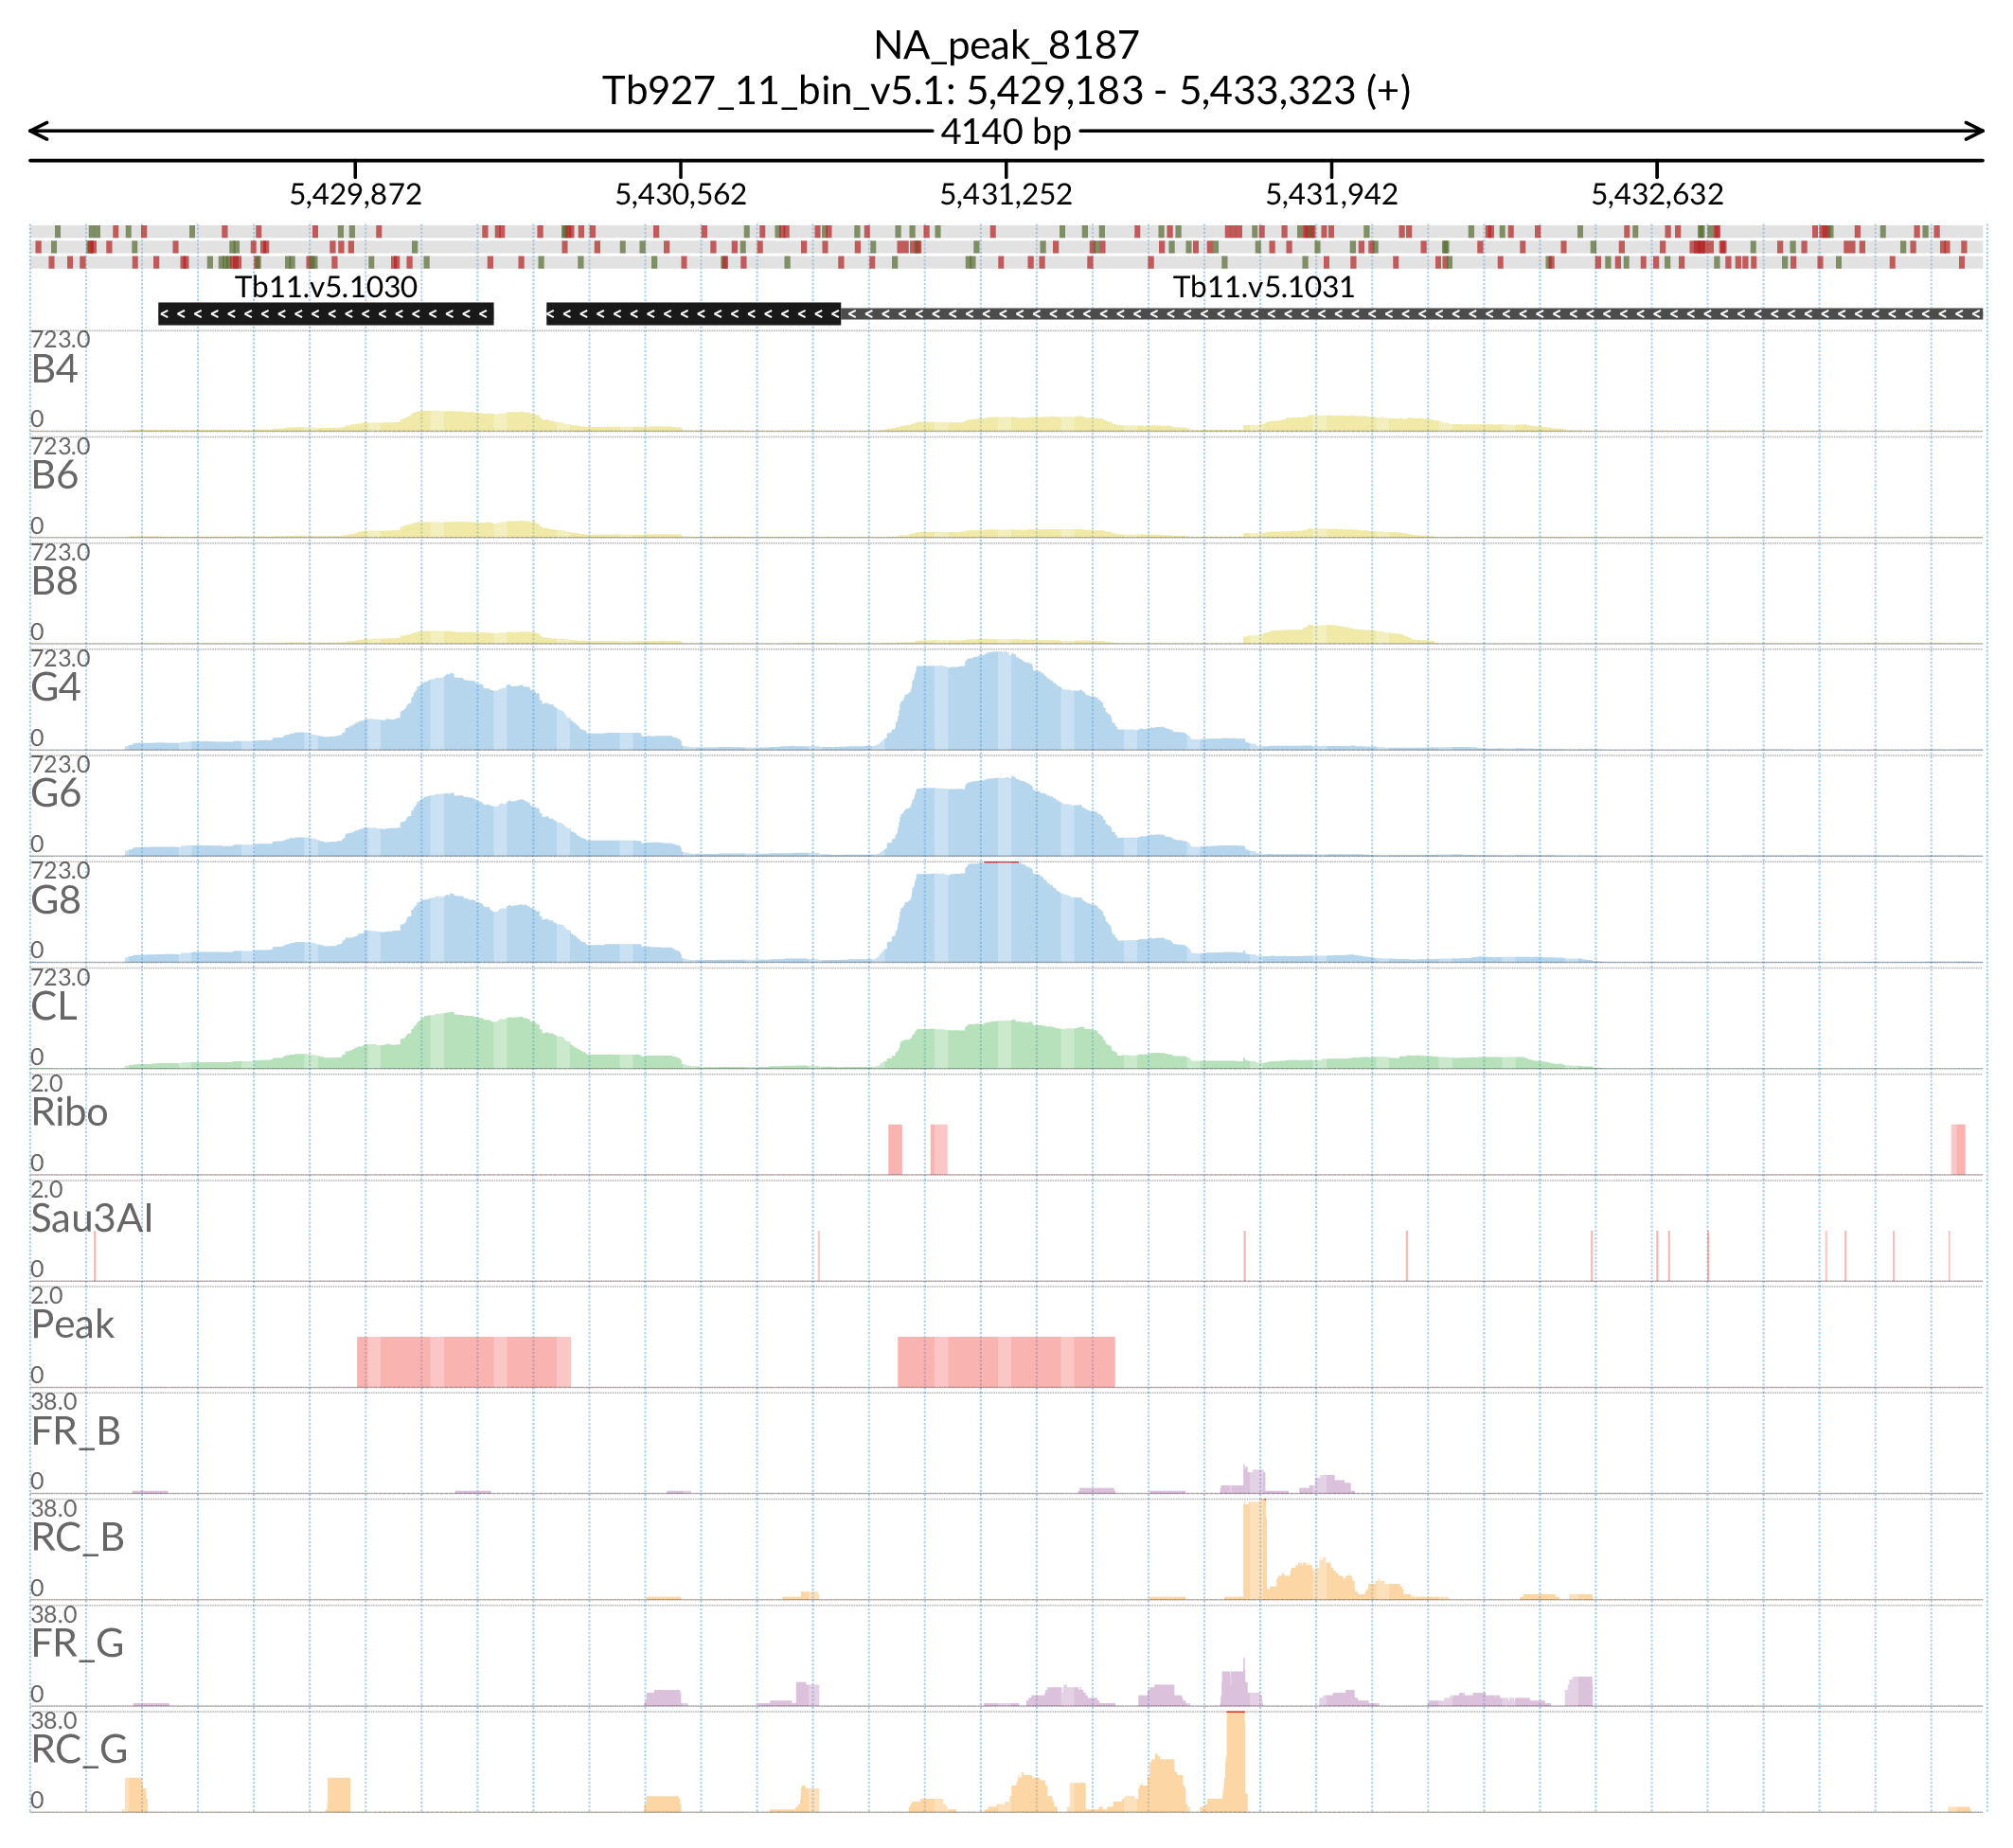 NA_peak_8187
Tb927_11_bin_v5.1: 5,429,183 - 5,433,323 (+)
4140 bp
5,429,872 5,430,562 5,431,252 5,431,942 5,432,632
Tb11.v5.1030 Tb11.v5.1031
723.0
B4
0
723.0
B6
0
723.0
B8
0
723.0
G4
0
723.0
G6
0
723.0
G8
0
723.0
CL
0
2.0
Ribo
0
2.0
Sau3AI
0
2.0
Peak
0
38.0
FR_B
0
38.0
RC_B
0
38.0
FR_G
0
38.0
RC_G
0